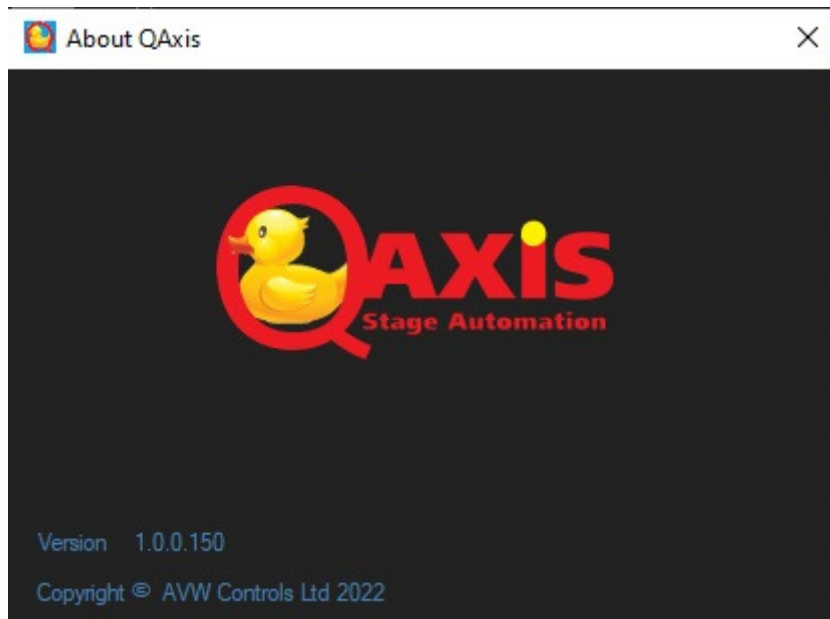 About QAxis
QAXiS
Stage Automation
Version 1.0.0.150
Copyright © AVW Controls Ltd 2022